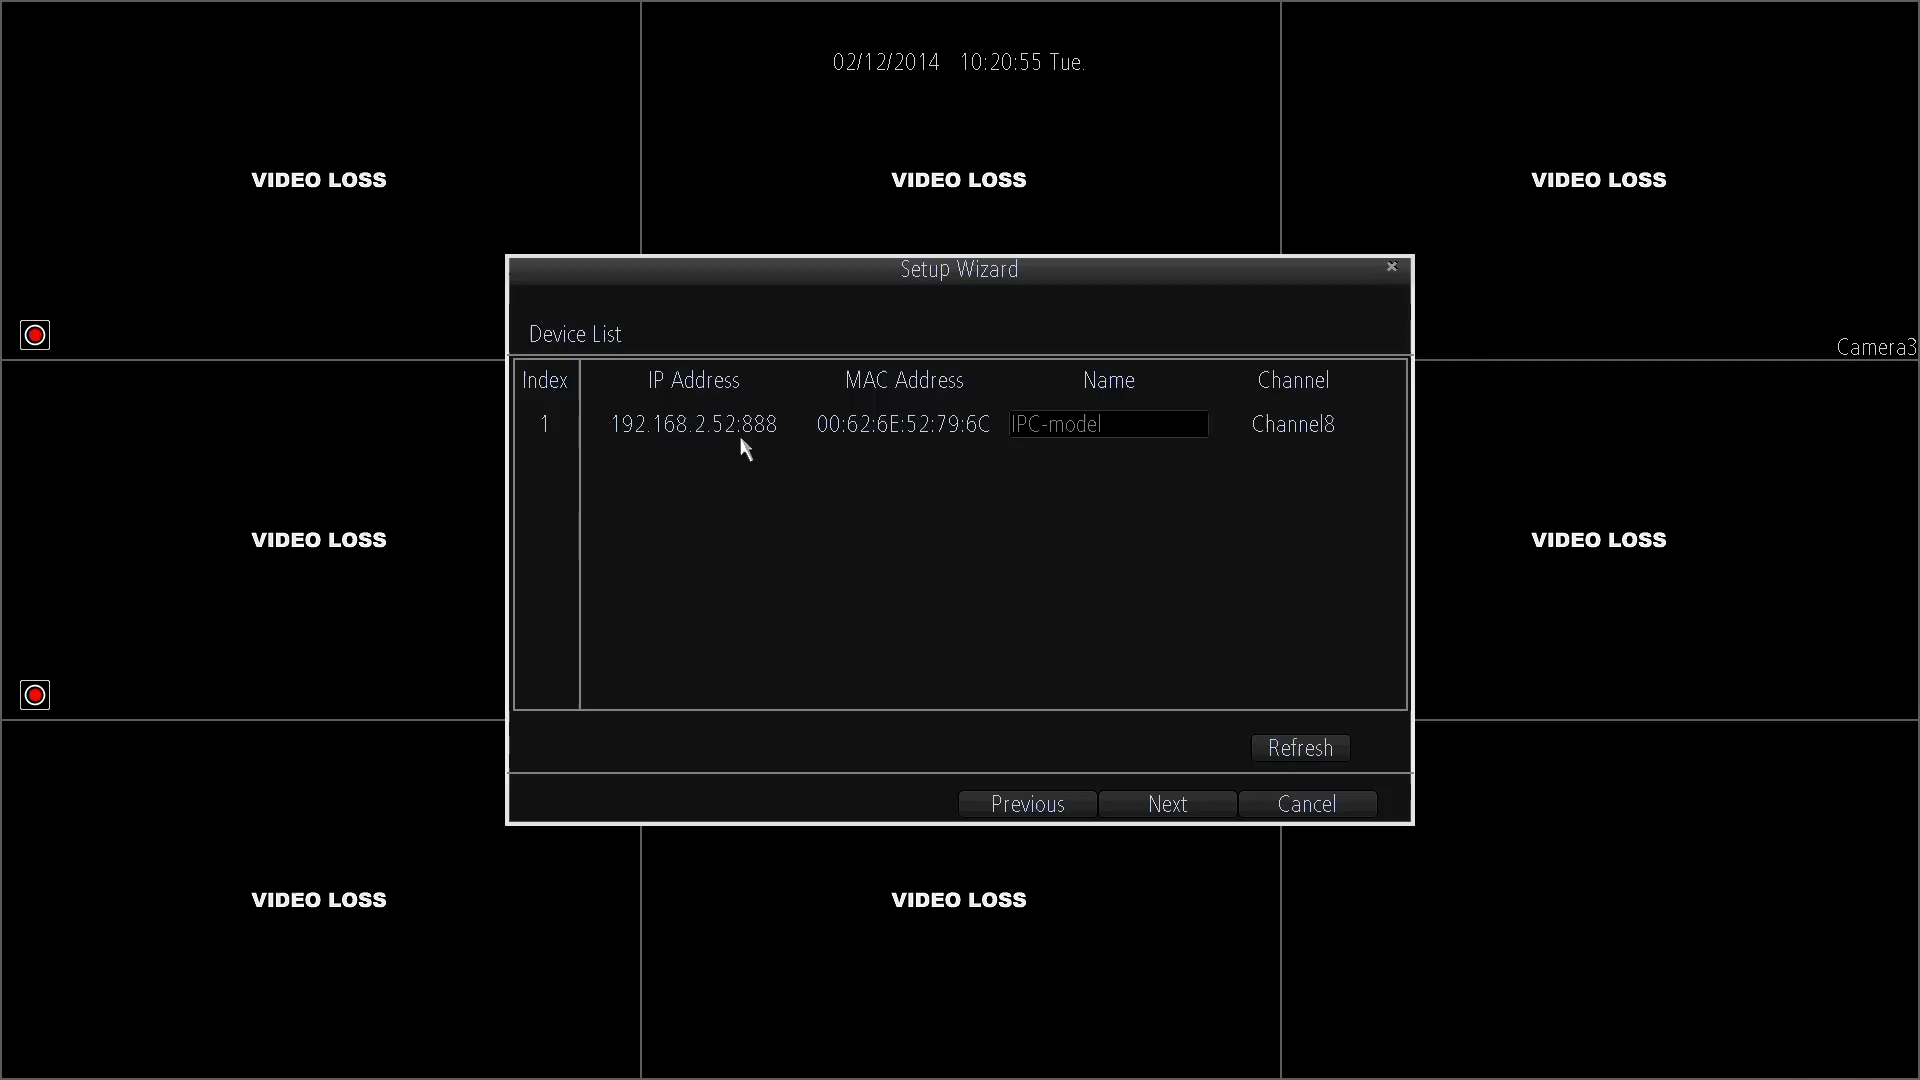 02/12/2014 10:20:55 Tue.
VIDEO LOSS VIDEO LOSS VIDEO LOSS
Setup Wizard
Device List
Camera3
Index IP Address MAC Address Name Channel
1 192.168.2.52:888 00:62:6E:52:79:6C IPC-model Channel8
VIDEO LOSS VIDEO LOSS
Refresh
Previous Next Cancel
VIDEO LOSS VIDEO LOSS